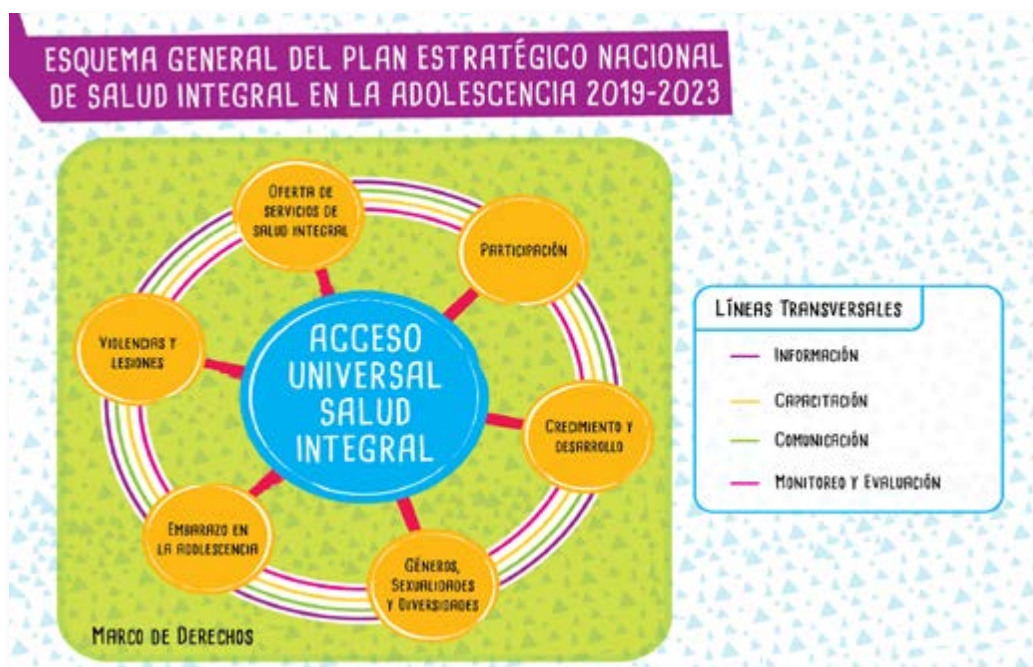 ESQUEMA GENERAL DEL PLAN ESTRATÉGICO NACIONAL
DE SALUD INTEGRAL EN LA ADOLESCENCIA 2019-2023
OFERTA DE
SERVICIOS DE
SALUD INTEGRAL
PARTICIPACIÓN
VIOLENCIAS Y
LESIONES
ACCESO
UNIVERSAL
SALUD
INTEGRAL
CRECIMIENTO Y
DESARROLLO
EMBARAZO EN
LA ADOLESCENCIA
GÉNEROS,
SEXUALIDADES
Y DIVERSIDADES
MARCO DE DERECHOS
LÍNEAS TRANSVERSALES
INFORMACIÓN
CAPACITACIÓN
COMUNICACIÓN
MONITOREO Y EVALUACIÓN